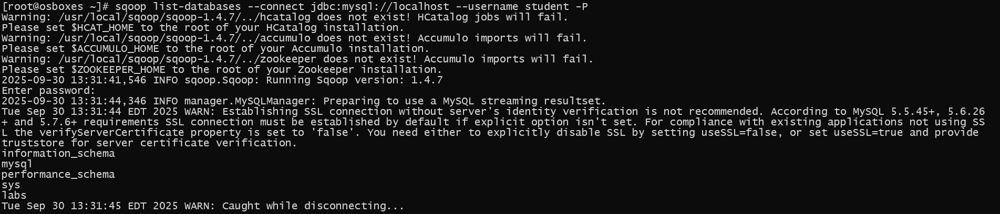 [root@osboxes ~]# sqoop list-databases --connect jdbc:mysql://localhost --username student -P
Warning: /usr/local/sqoop/sqoop-1.4.7/../hcatalog does not exist! HCatalog jobs will fail.
Please set $HCAT_HOME to the root of your HCatalog installation.
Warning: /usr/local/sqoop/sqoop-1.4.7/../accumulo does not exist! Accumulo imports will fail.
Please set $ACCUMULO_HOME to the root of your Accumulo installation.
Warning: /usr/local/sqoop/sqoop-1.4.7/../zookeeper does not exist! Accumulo imports will fail.
Please set $ZOOKEEPER_HOME to the root of your Zookeeper installation.
2025-09-30 13:31:41,546 INFO sqoop.Sqoop: Running Sqoop version: 1.4.7
Enter password:
2025-09-30 13:31:44,346 INFO manager.MySQLManager: Preparing to use a MySQL streaming resultset.
Tue Sep 30 13:31:44 EDT 2025 WARN: Establishing SSL connection without server's identity verification is not recommended. According to MySQL 5.5.45+, 5.6.26
+ and 5.7.6+ requirements SSL connection must be established by default if explicit option isn't set. For compliance with existing applications not using SS
L the verifyServerCertificate property is set to 'false'. You need either to explicitly disable SSL by setting useSSL=false, or set useSSL=true and provide
truststore for server certificate verification.
information_schema
mysql
performance_schema
sys
labs
Tue Sep 30 13:31:45 EDT 2025 WARN: Caught while disconnecting...